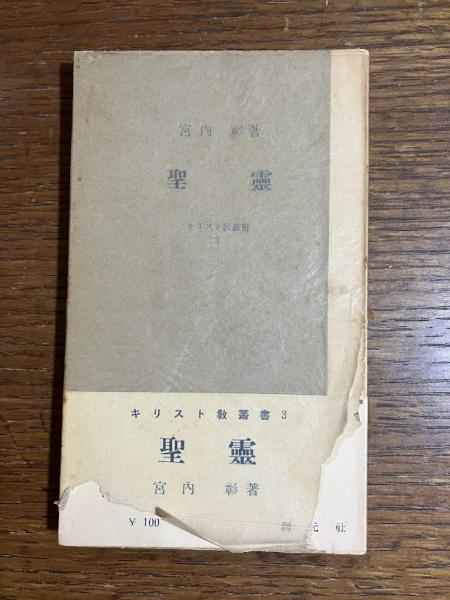 宮内 彰著
聖靈
キリスト教叢書
3
キリスト教叢書 3
聖靈
宮内 彰著
¥ 100
創元社